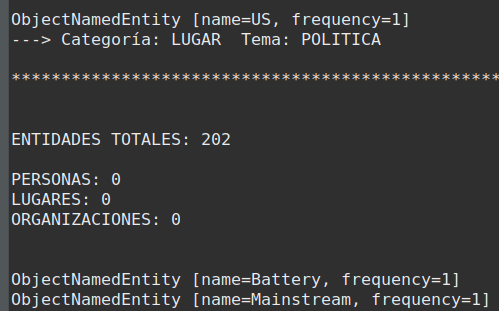 ObjectNamedEntity [name=US, frequency=1]
---> Categoría: LUGAR  Tema: POLITICA
*************************************************
ENTIDADES TOTALES: 202
PERSONAS: 0
LUGARES: 0
ORGANIZACIONES: 0
ObjectNamedEntity [name=Battery, frequency=1]
ObjectNamedEntity [name=Mainstream, frequency=1]